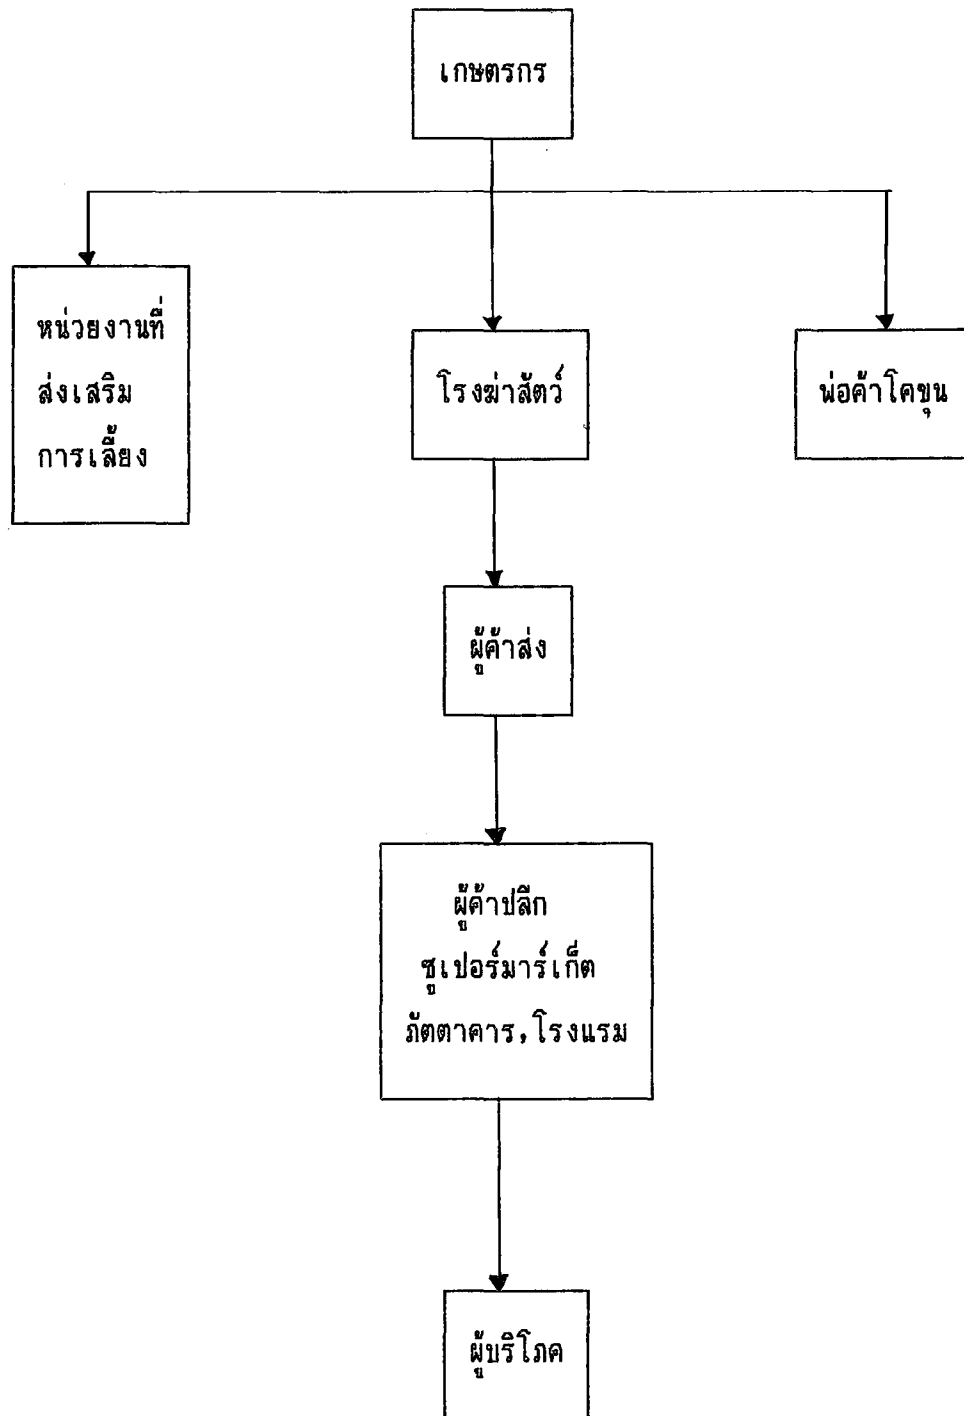 เกษตรกร
หน่วยงานที่
ส่งเสริม
การเลี้ยง
โรงฆ่าสัตว์
พ่อค้าโคขุน
ผู้ค้าส่ง
ผู้ค้าปลีก
ซูเปอร์มาร์เก็ต
ภัตตาคาร,โรงแรม
ผู้บริโภค